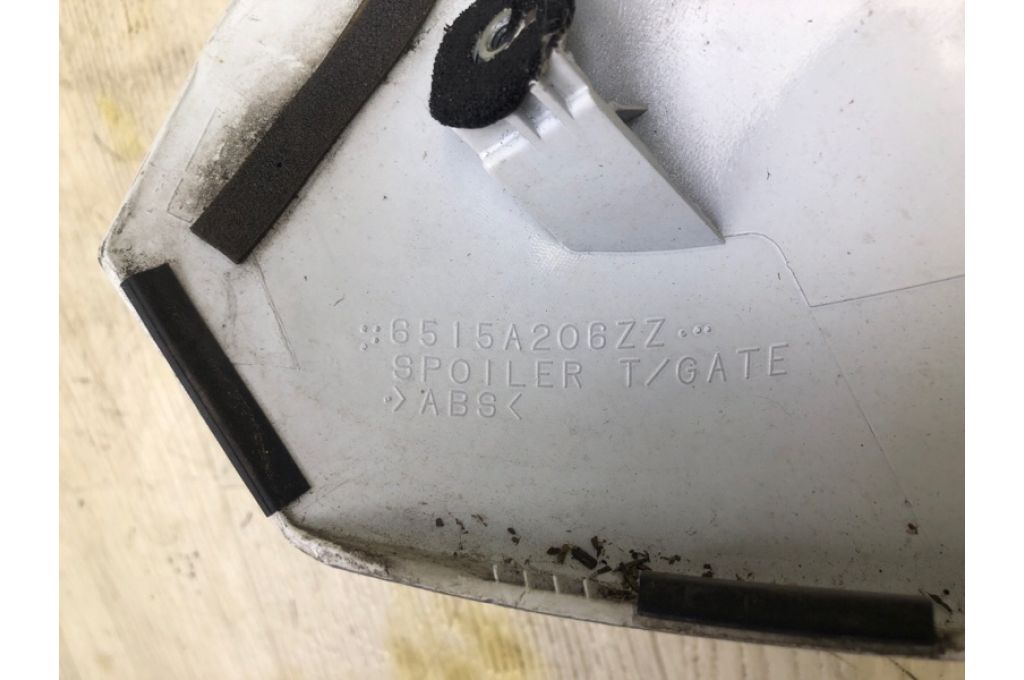 6515A206ZZ
SPOILER T/GATE
>ABS<